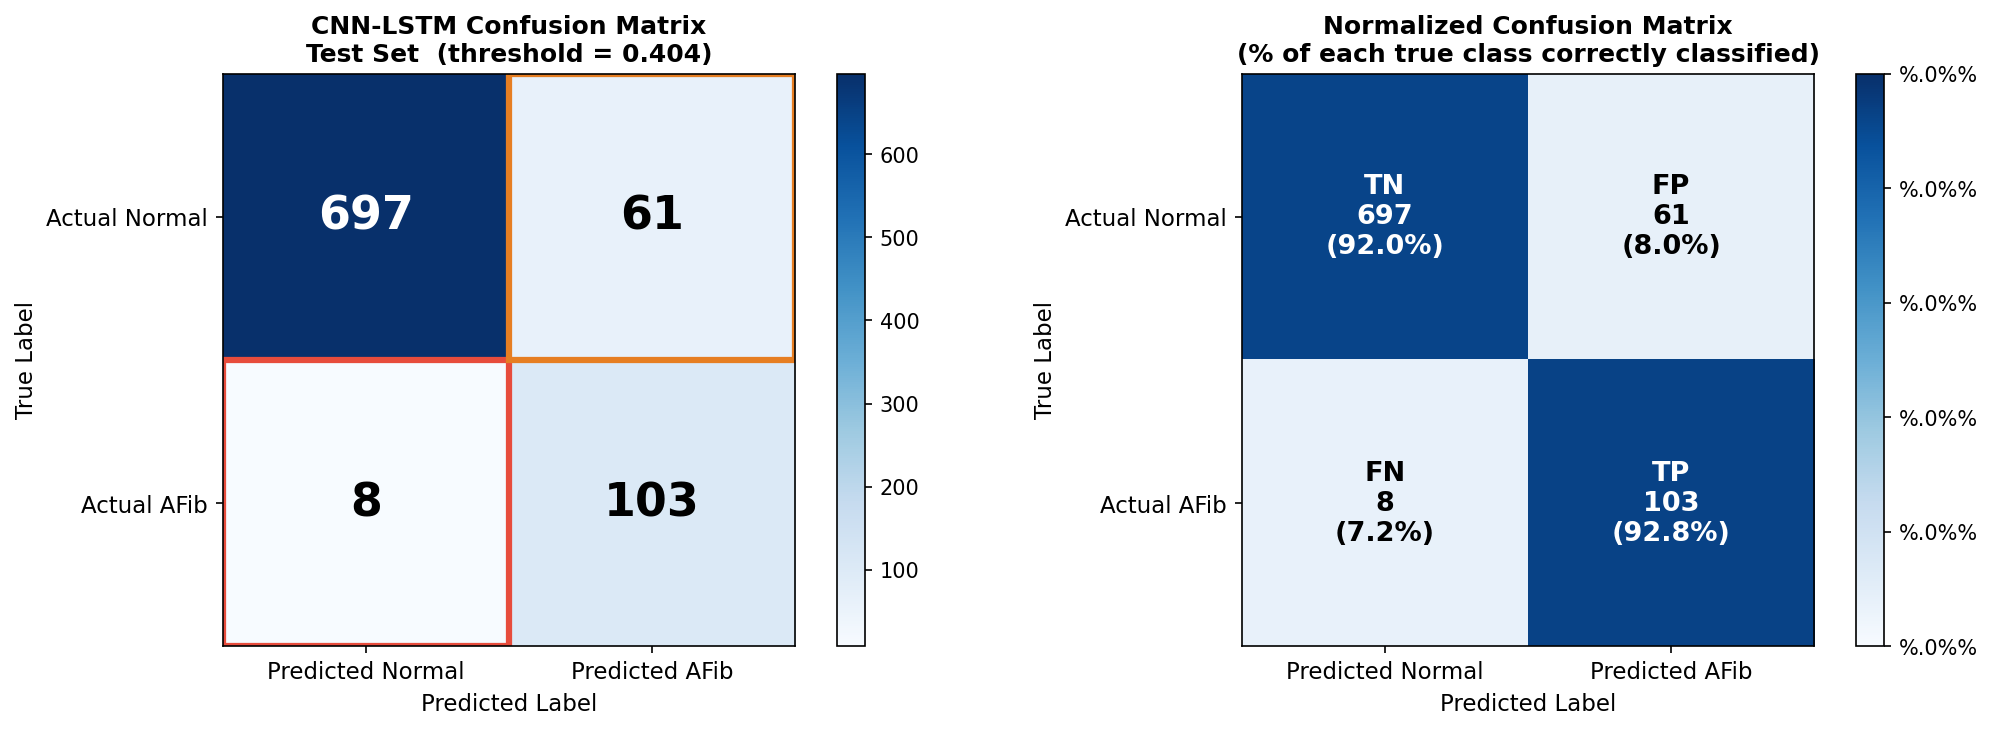 CNN-LSTM Confusion Matrix
Test Set  (threshold = 0.404)
True Label
Actual Normal
Actual AFib
697
61
8
103
Predicted Normal
Predicted AFib
Predicted Label
600
500
400
300
200
100
Normalized Confusion Matrix
(% of each true class correctly classified)
True Label
Actual Normal
Actual AFib
TN
697
(92.0%)
FP
61
(8.0%)
FN
8
(7.2%)
TP
103
(92.8%)
Predicted Normal
Predicted AFib
Predicted Label
%.0%%
%.0%%
%.0%%
%.0%%
%.0%%
%.0%%